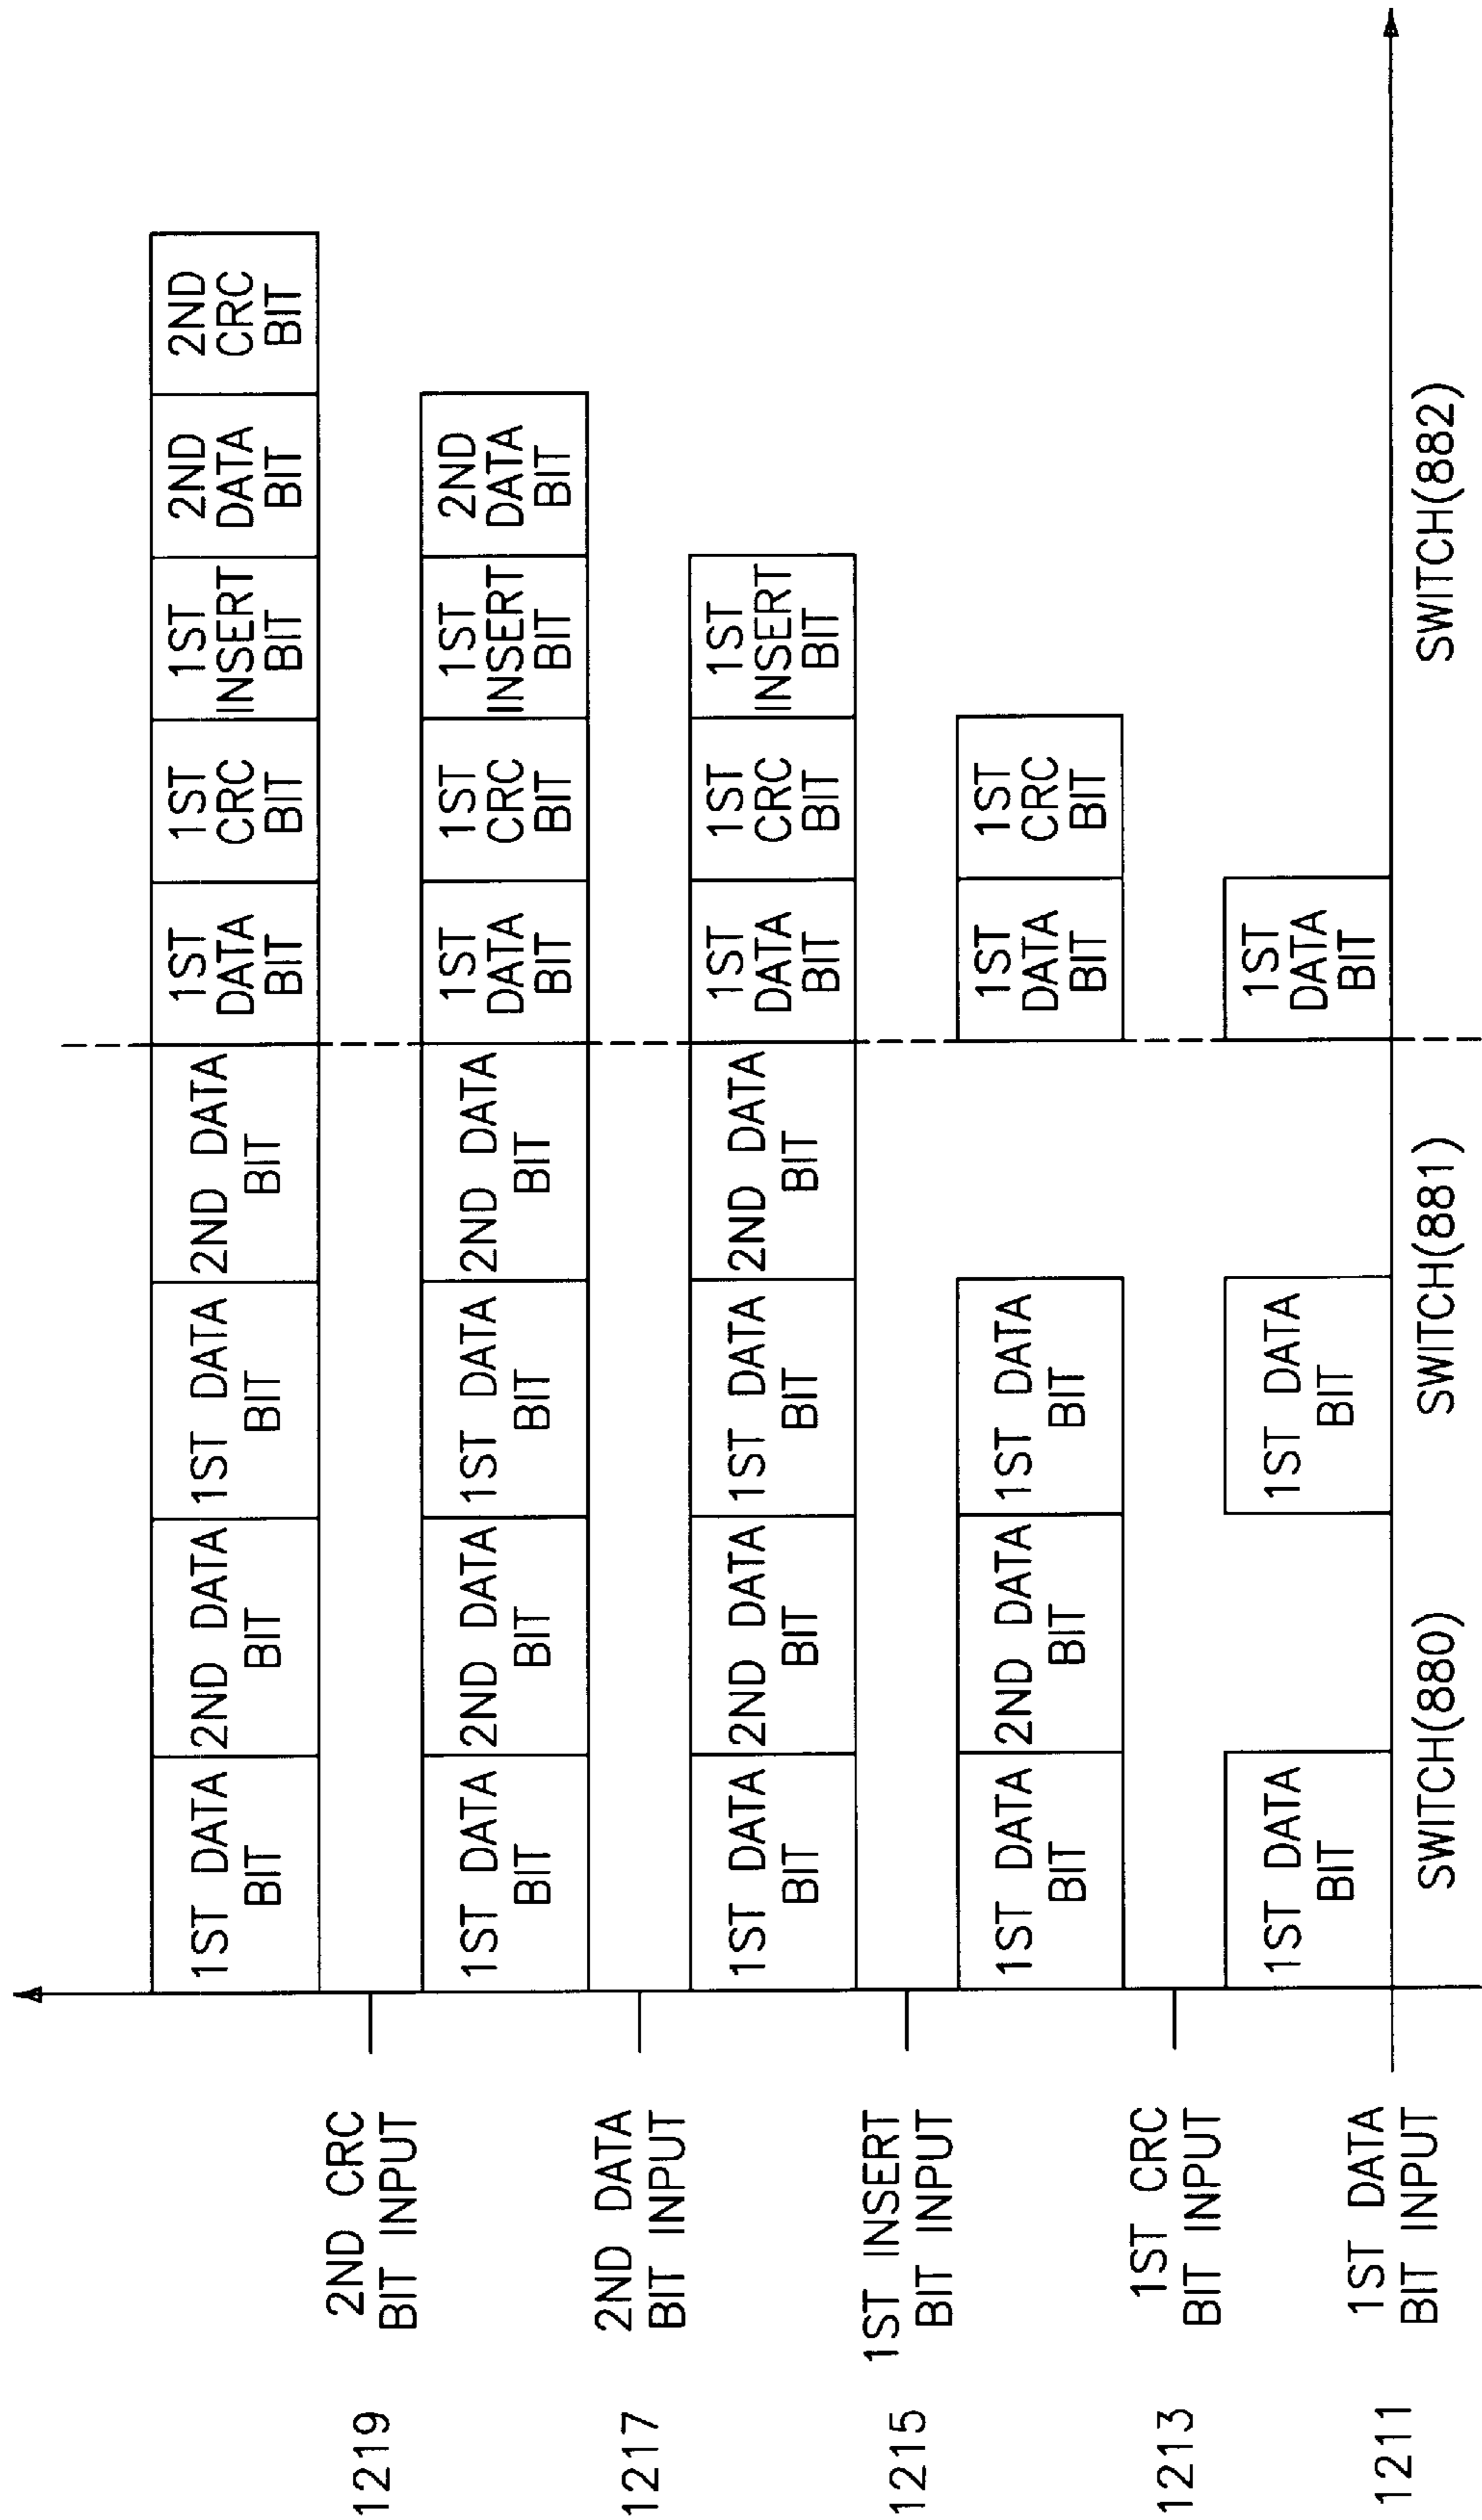 1ST DATA
BIT
2ND DATA
BIT
1ST DATA
BIT
2ND DATA
BIT
1ST
DATA
BIT
1ST
CRC
BIT
1ST
INSERT
BIT
2ND
DATA
BIT
2ND
CRC
BIT
1219
2ND CRC
BIT INPUT
1ST DATA
BIT
2ND DATA
BIT
1ST DATA
BIT
2ND DATA
BIT
1ST
DATA
BIT
1ST
CRC
BIT
1ST
INSERT
BIT
2ND
DATA
BIT
1217
2ND DATA
BIT INPUT
1ST DATA
BIT
2ND DATA
BIT
1ST DATA
BIT
2ND DATA
BIT
1ST
DATA
BIT
1ST
CRC
BIT
1ST
INSERT
BIT
1215
1ST INSERT
BIT INPUT
1ST DATA
BIT
2ND DATA
BIT
1ST DATA
BIT
1ST
DATA
BIT
1ST
CRC
BIT
1213
1ST CRC
BIT INPUT
1ST DATA
BIT
1ST DATA
BIT
1ST
DATA
BIT
1211
1ST DATA
BIT INPUT
SWITCH(880)
SWITCH(881)
SWITCH(882)